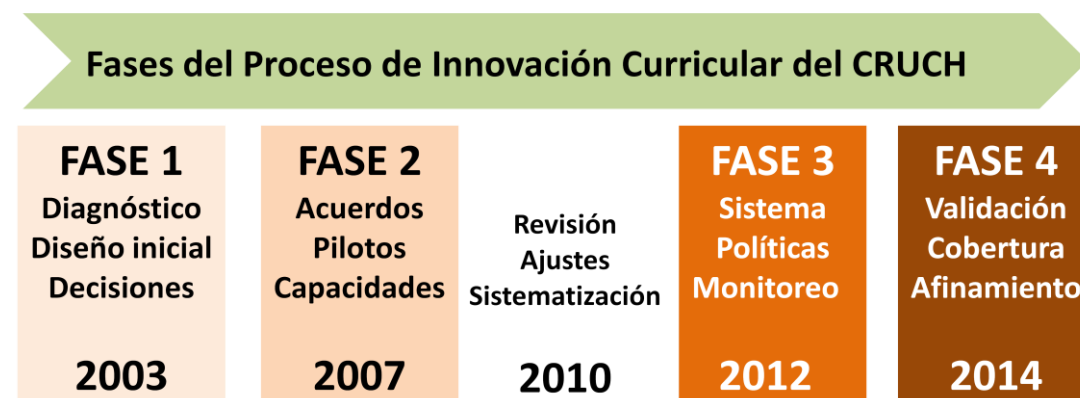 Fases del Proceso de Innovación Curricular del CRUCH
FASE 1
Diagnóstico
Diseño inicial
Decisiones
2003
FASE 2
Acuerdos
Pilotos
Capacidades
2007
Revisión
Ajustes
Sistematización
2010
FASE 3
Sistema
Políticas
Monitoreo
2012
FASE 4
Validación
Cobertura
Afinamiento
2014